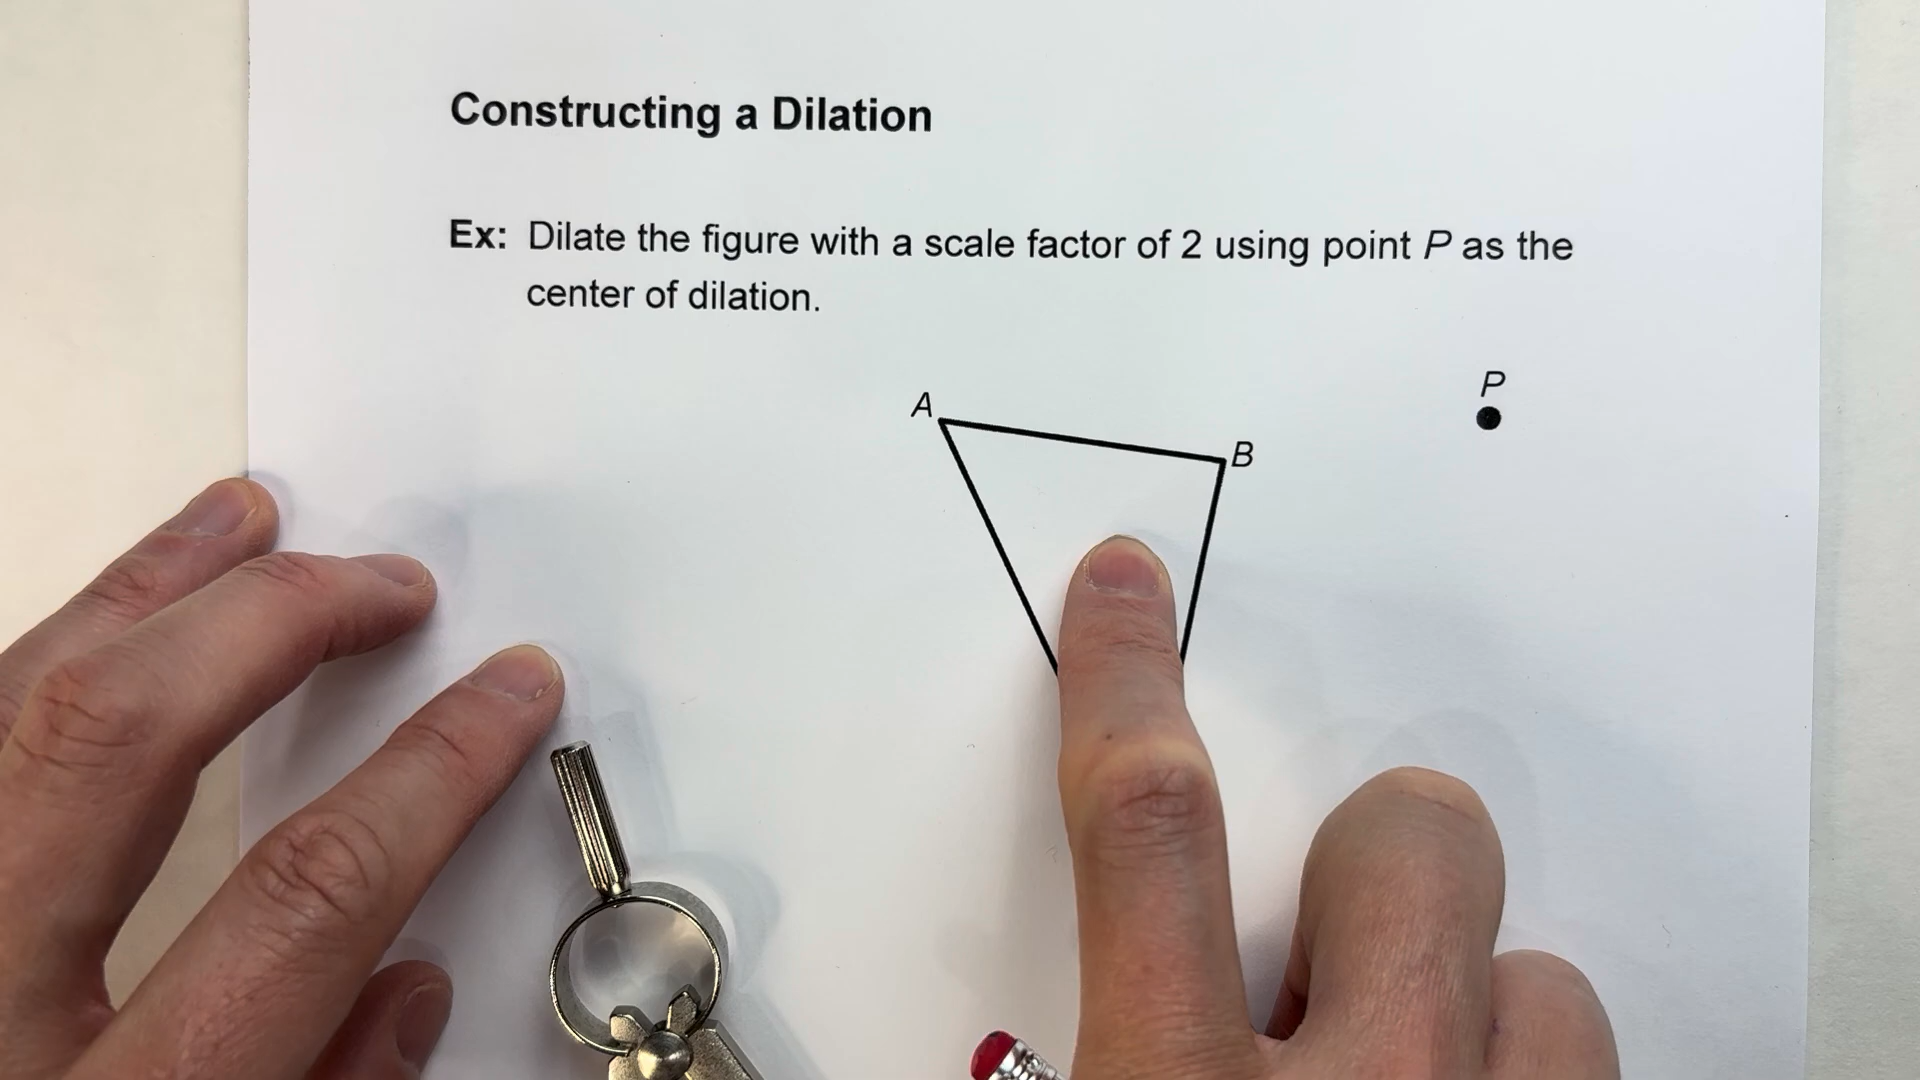 Constructing a Dilation
Ex: Dilate the figure with a scale factor of 2 using point P as the
center of dilation.
P
A
B